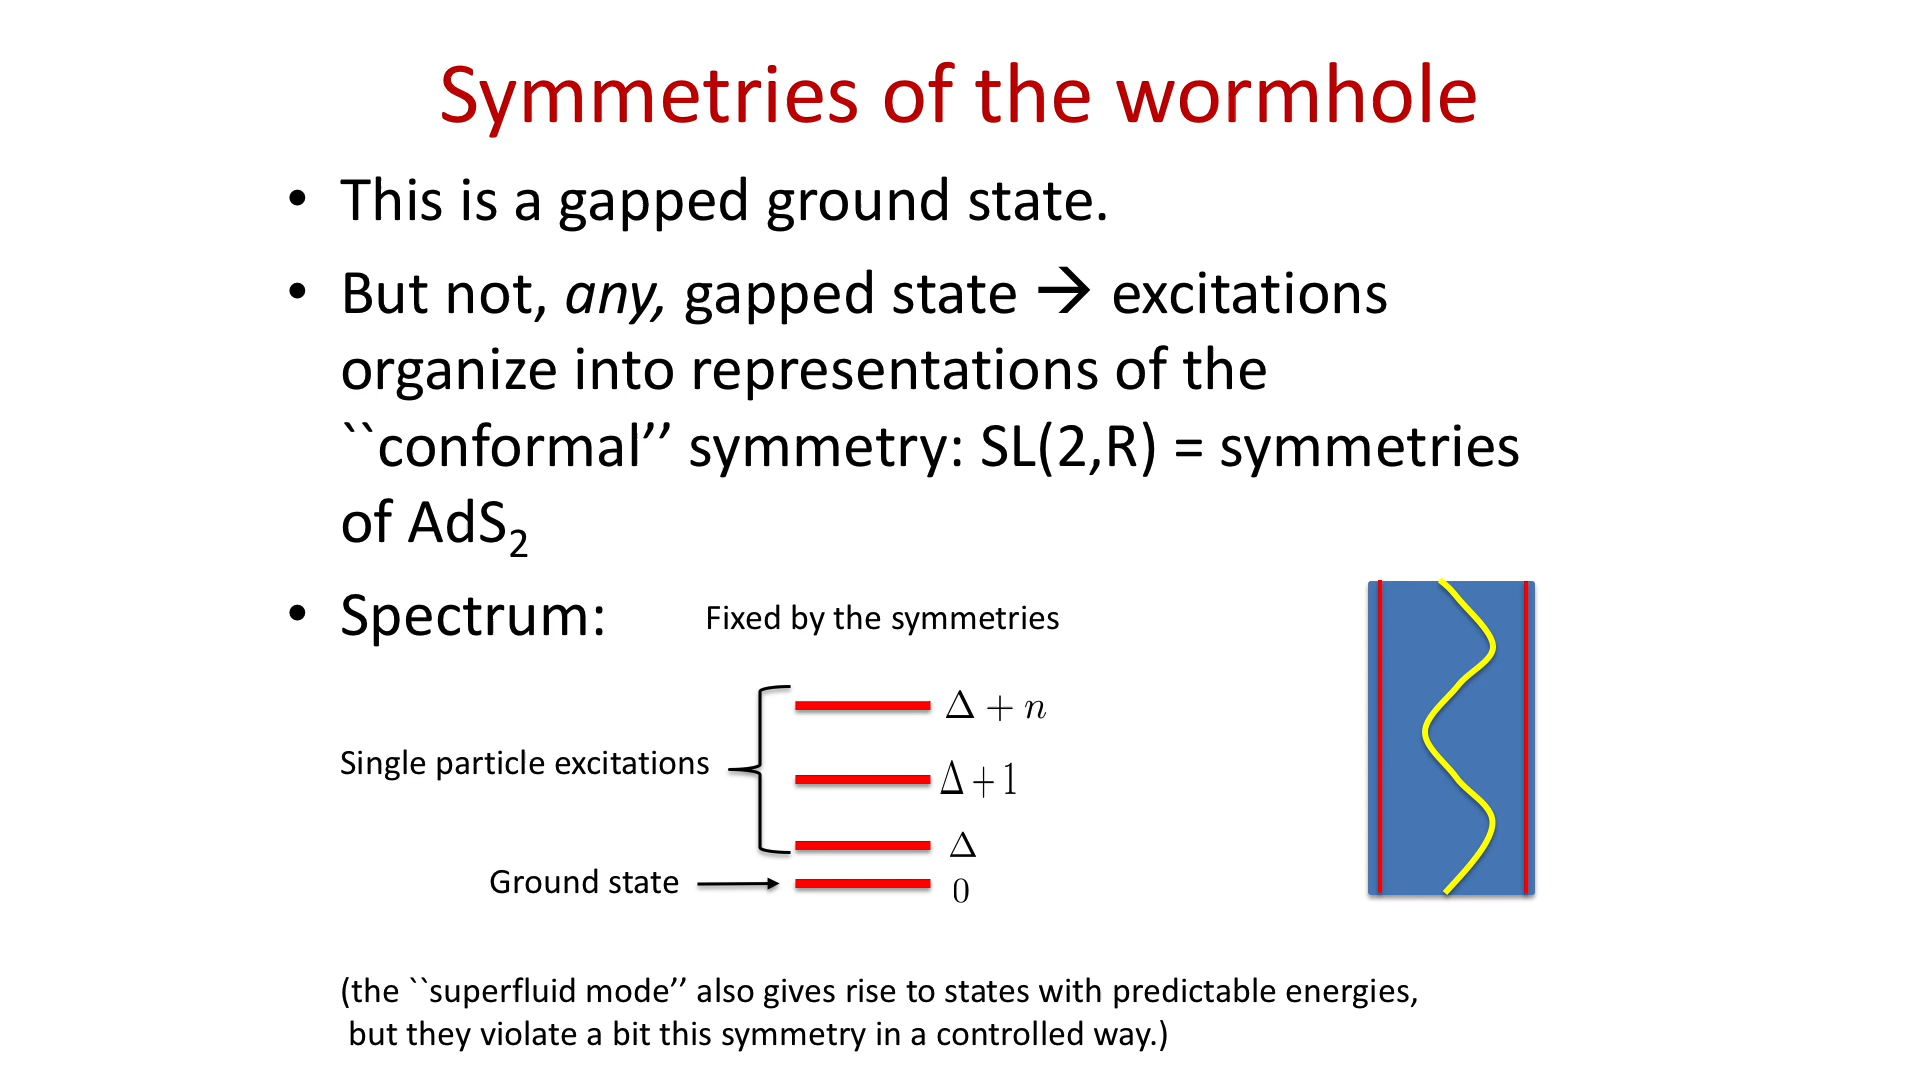 Symmetries of the wormhole
• This is a gapped ground state.
• But not, any, gapped state → excitations
organize into representations of the
``conformal’’ symmetry: SL(2,R) = symmetries
of AdS₂
• Spectrum:
Fixed by the symmetries
Δ + n
Single particle excitations
Δ + 1
Δ
Ground state
0
(the ``superfluid mode’’ also gives rise to states with predictable energies,
but they violate a bit this symmetry in a controlled way.)